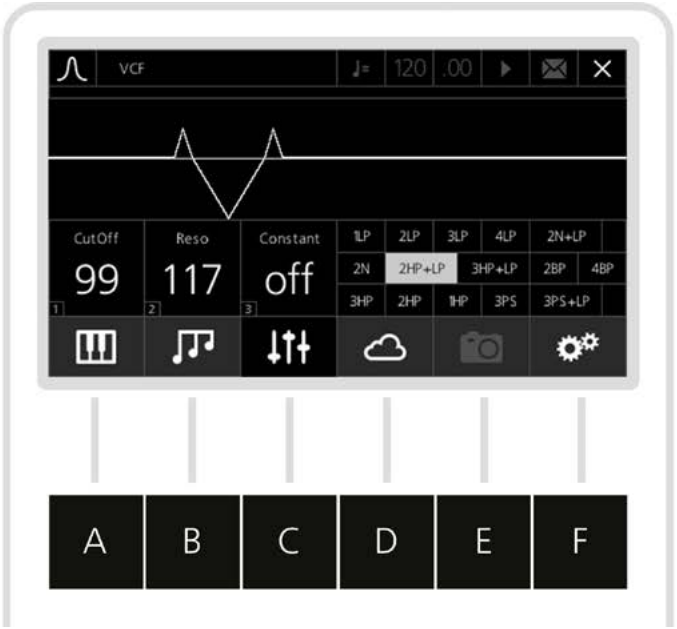 VCF ♩= 120 .00
CutOff Reso Constant 1LP 2LP 3LP 4LP 2N+LP
99 117 off 2N 2HP+LP 3HP+LP 2BP 4BP
1 2 3 3HP 2HP 1HP 3PS 3PS+LP
A B C D E F